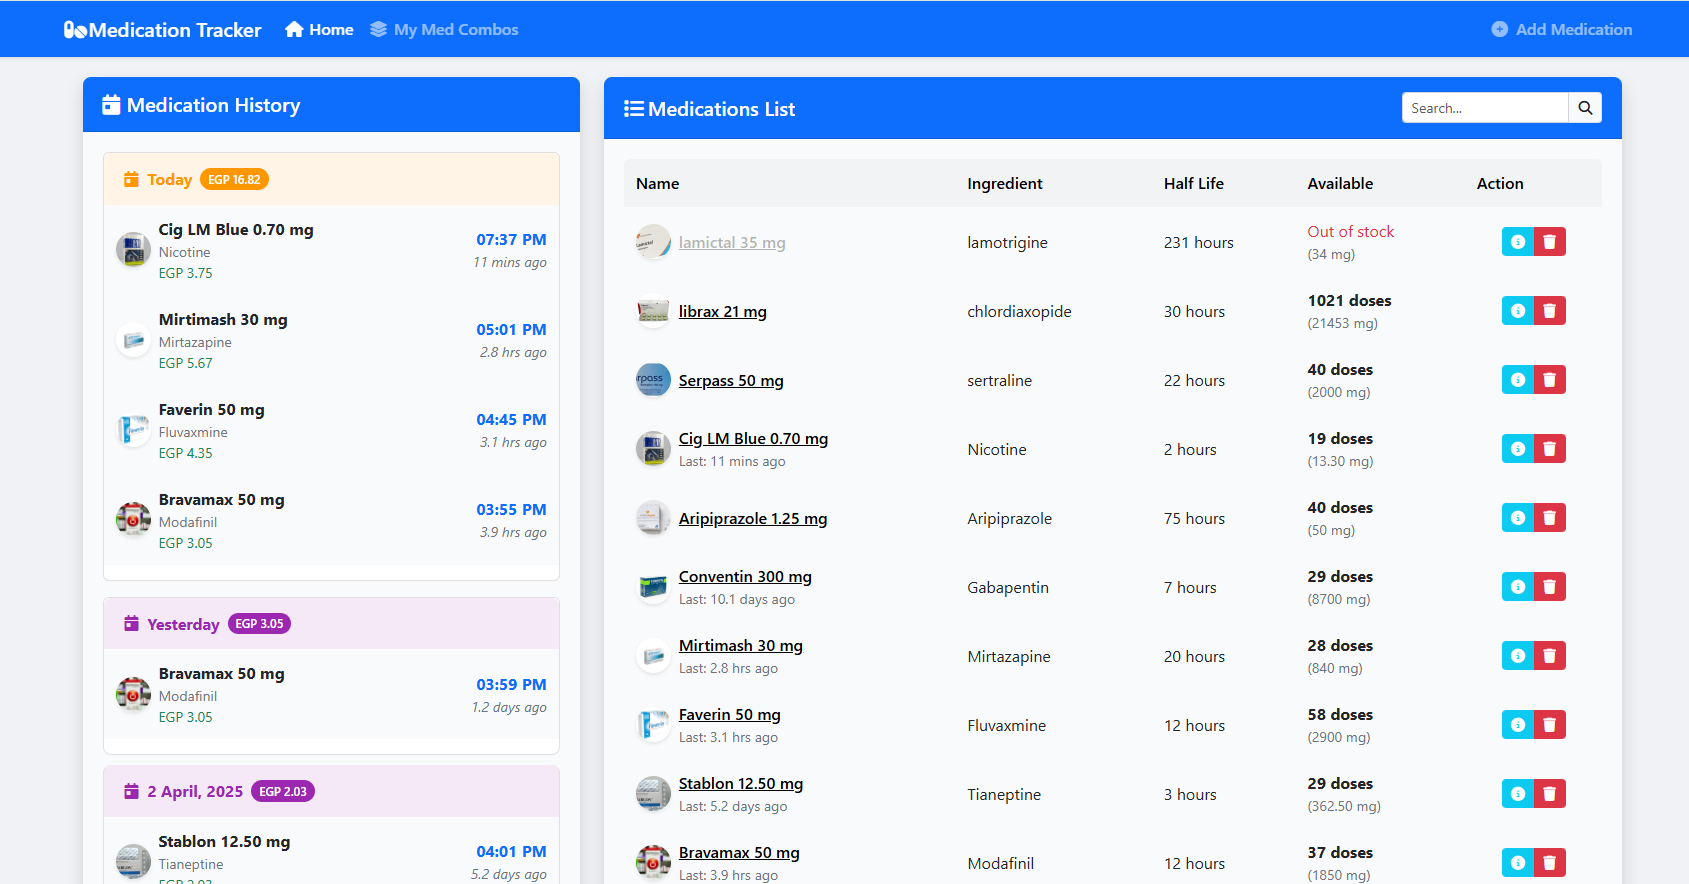 Medication Tracker Home My Med Combos Add Medication
Medication History
Today EGP 16.82
Cig LM Blue 0.70 mg
Nicotine
EGP 3.75
07:37 PM
11 mins ago
Mirtimash 30 mg
Mirtazapine
EGP 5.67
05:01 PM
2.8 hrs ago
Faverin 50 mg
Fluvaxmine
EGP 4.35
04:45 PM
3.1 hrs ago
Bravamax 50 mg
Modafinil
EGP 3.05
03:55 PM
3.9 hrs ago
Yesterday EGP 3.05
Bravamax 50 mg
Modafinil
EGP 3.05
03:59 PM
1.2 days ago
2 April, 2025 EGP 2.03
Stablon 12.50 mg
Tianeptine
EGP 2.03
04:01 PM
5.2 days ago
Medications List
Search...
Name Ingredient Half Life Available Action
lamictal 35 mg lamotrigine 231 hours Out of stock
(34 mg)
librax 21 mg chlordiaxopide 30 hours 1021 doses
(21453 mg)
Serpass 50 mg sertraline 22 hours 40 doses
(2000 mg)
Cig LM Blue 0.70 mg Nicotine 2 hours 19 doses
Last: 11 mins ago (13.30 mg)
Aripiprazole 1.25 mg Aripiprazole 75 hours 40 doses
(50 mg)
Conventin 300 mg Gabapentin 7 hours 29 doses
Last: 10.1 days ago (8700 mg)
Mirtimash 30 mg Mirtazapine 20 hours 28 doses
Last: 2.8 hrs ago (840 mg)
Faverin 50 mg Fluvaxmine 12 hours 58 doses
Last: 3.1 hrs ago (2900 mg)
Stablon 12.50 mg Tianeptine 3 hours 29 doses
Last: 5.2 days ago (362.50 mg)
Bravamax 50 mg Modafinil 12 hours 37 doses
Last: 3.9 hrs ago (1850 mg)